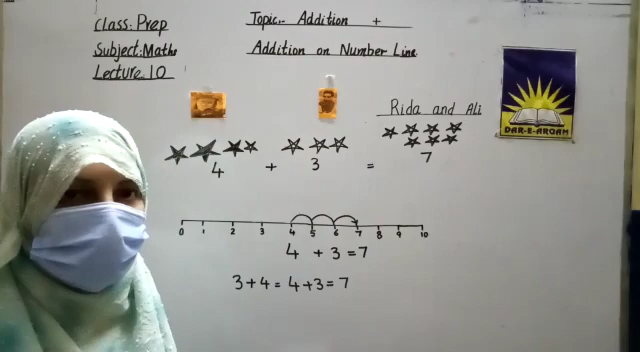 Class: Prep
Subject: Maths
Lecture. 10
Topic:- Addition +
Addition on Number Line.
Rida and Ali
DAR-E-ARQAM
4 + 3 = 7
0 1 2 3 4 5 6 7 8 9 10
4 + 3 = 7
3 + 4 = 4 + 3 = 7